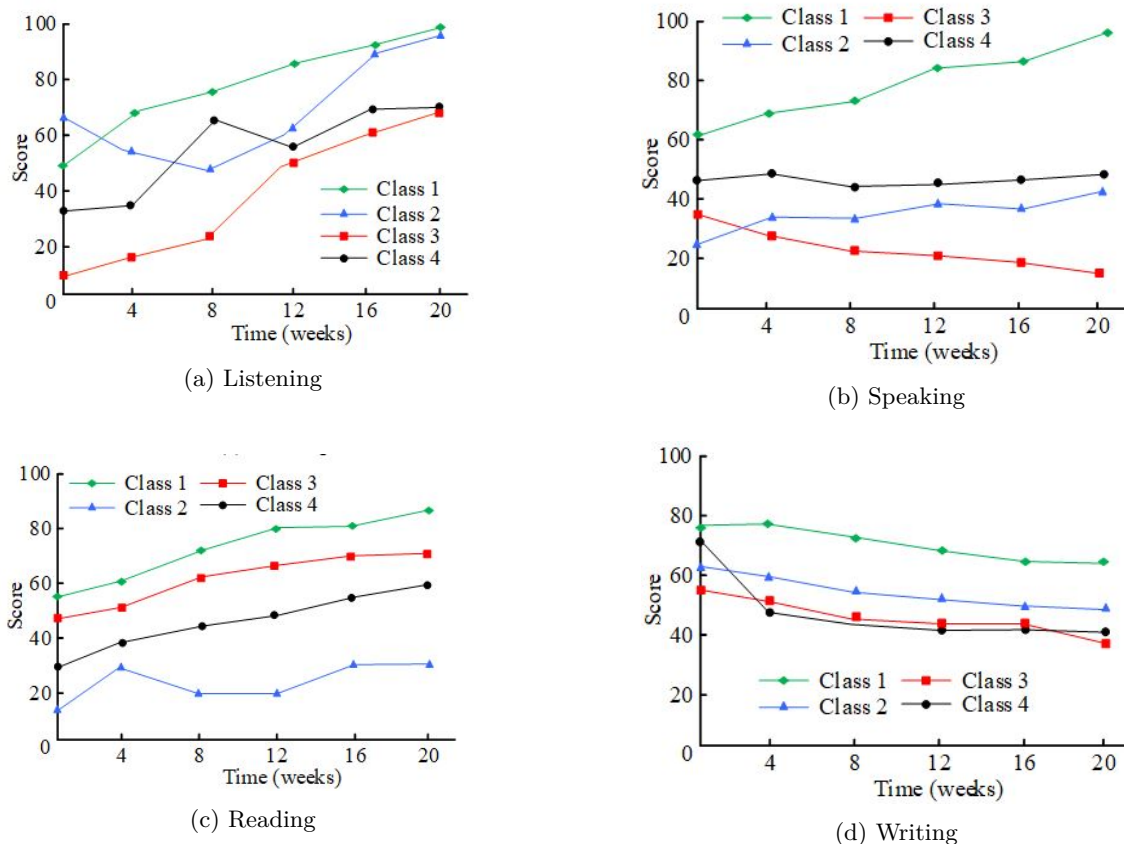 100
80
60
40
20
0
Score
4 8 12 16 20
Time (weeks)
Class 1
Class 2
Class 3
Class 4
(a) Listening
100
80
60
40
20
0
Score
4 8 12 16 20
Time (weeks)
Class 1 Class 3
Class 2 Class 4
(b) Speaking
100
80
60
40
20
0
Score
4 8 12 16 20
Time (weeks)
Class 1 Class 3
Class 2 Class 4
(c) Reading
100
80
60
40
20
0
Score
4 8 12 16 20
Time (weeks)
Class 1 Class 3
Class 2 Class 4
(d) Writing